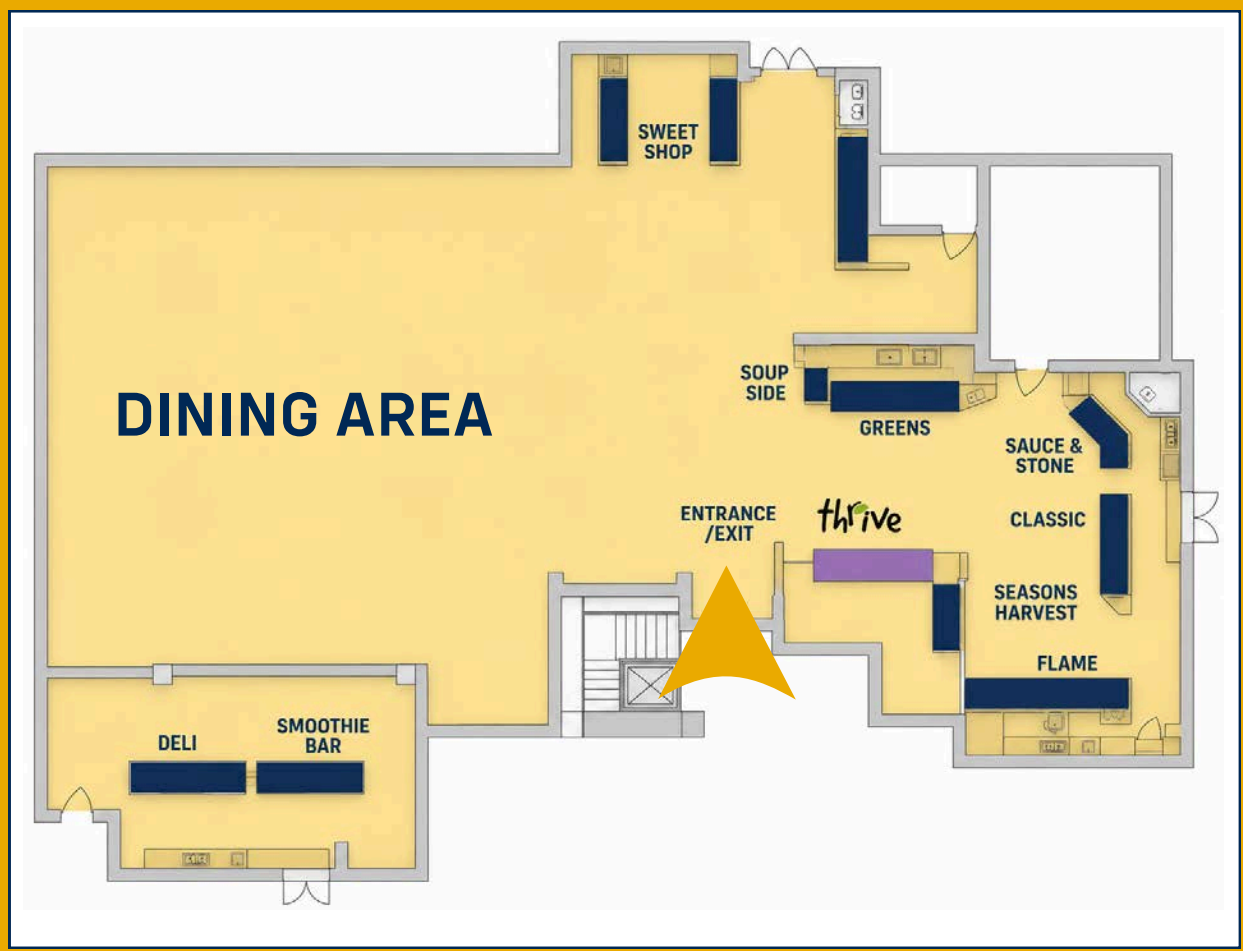 SWEET
SHOP
DINING AREA
SOUP
SIDE
GREENS
SAUCE &
STONE
ENTRANCE
/EXIT
thrive
CLASSIC
SEASONS
HARVEST
FLAME
DELI
SMOOTHIE
BAR